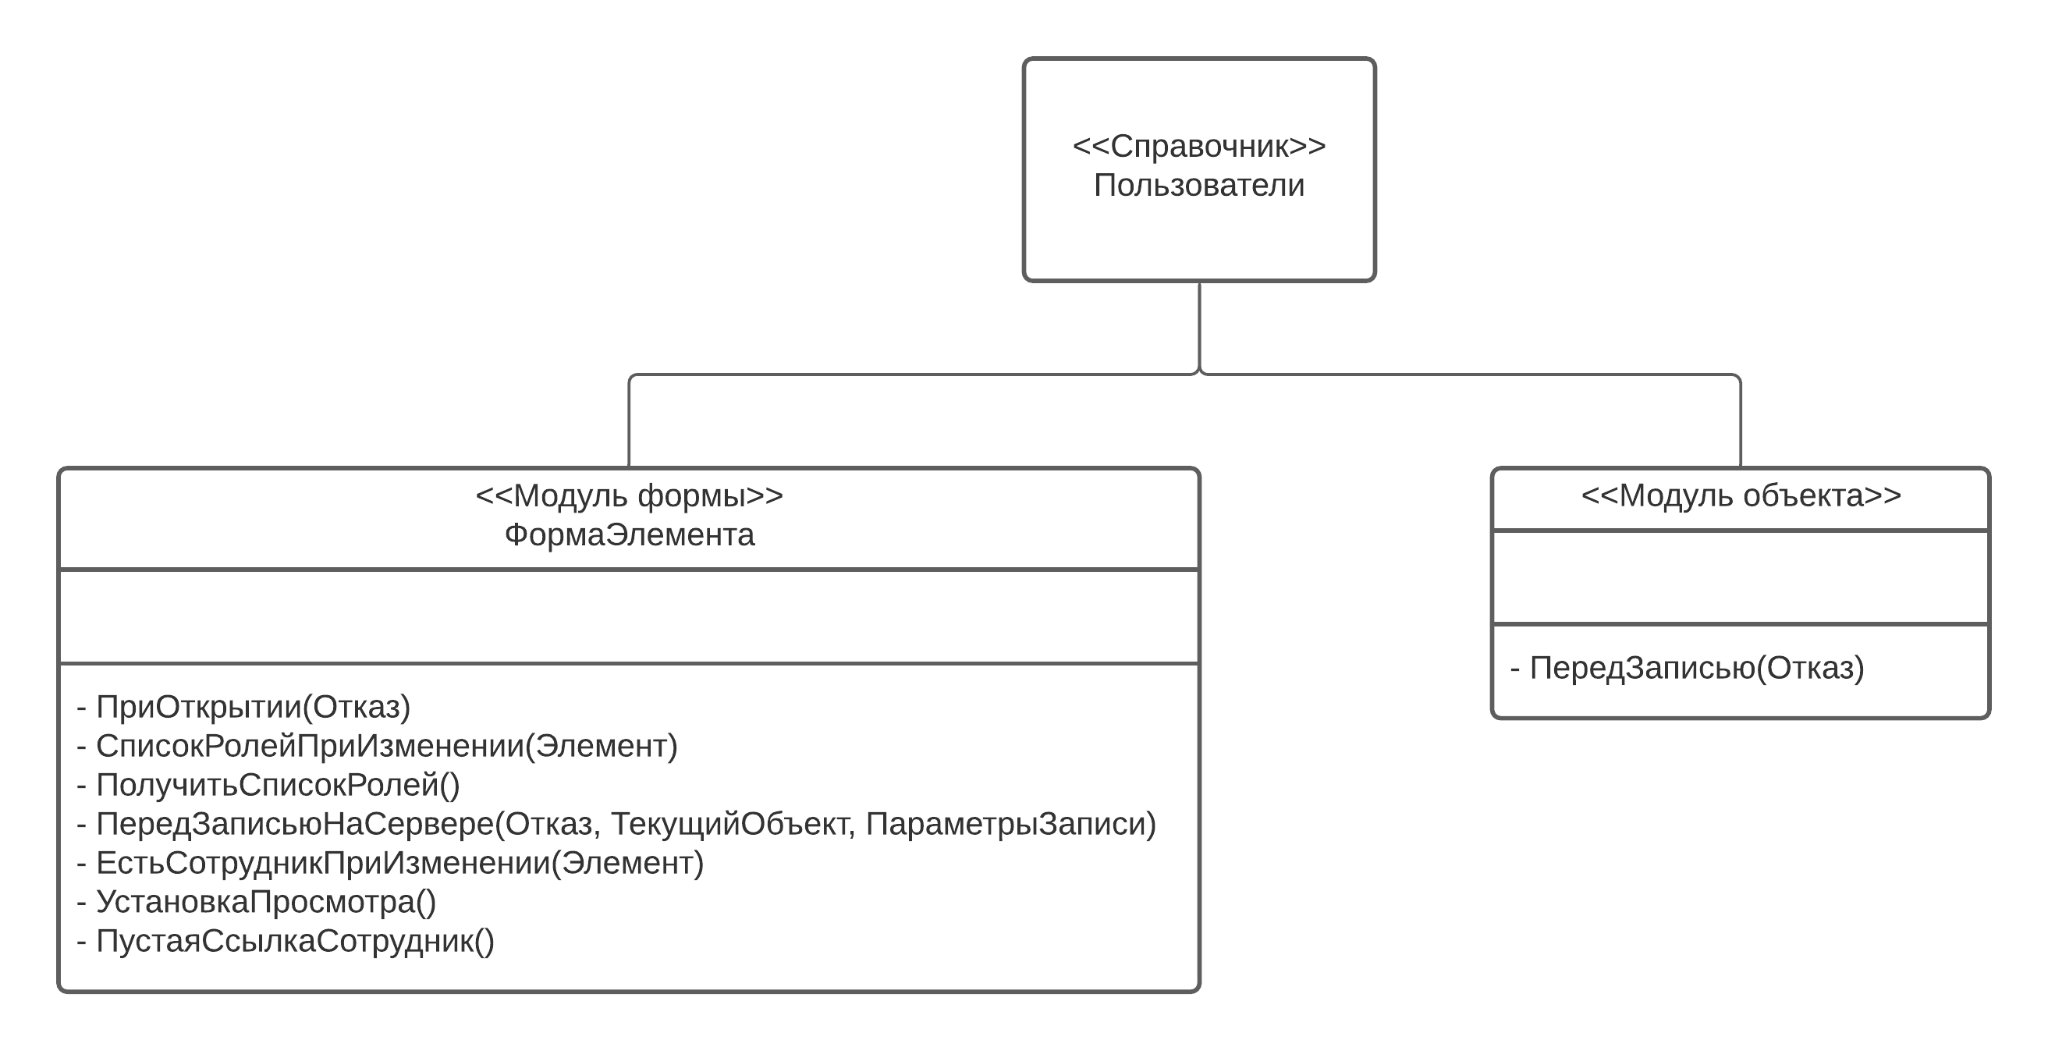 <<Справочник>>
Пользователи
<<Модуль формы>>
ФормаЭлемента
- ПриОткрытии(Отказ)
- СписокРолейПриИзменении(Элемент)
- ПолучитьСписокРолей()
- ПередЗаписьюНаСервере(Отказ, ТекущийОбъект, ПараметрыЗаписи)
- ЕстьСотрудникПриИзменении(Элемент)
- УстановкаПросмотра()
- ПустаяСсылкаСотрудник()
<<Модуль объекта>>
- ПередЗаписью(Отказ)